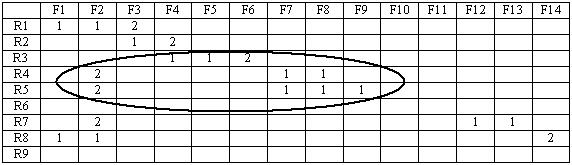 F1 F2 F3 F4 F5 F6 F7 F8 F9 F10 F11 F12 F13 F14
R1 1 1 2
R2 1 2
R3 1 1 2
R4 2 1 1
R5 2 1 1 1
R6
R7 2 1 1
R8 1 1 2
R9